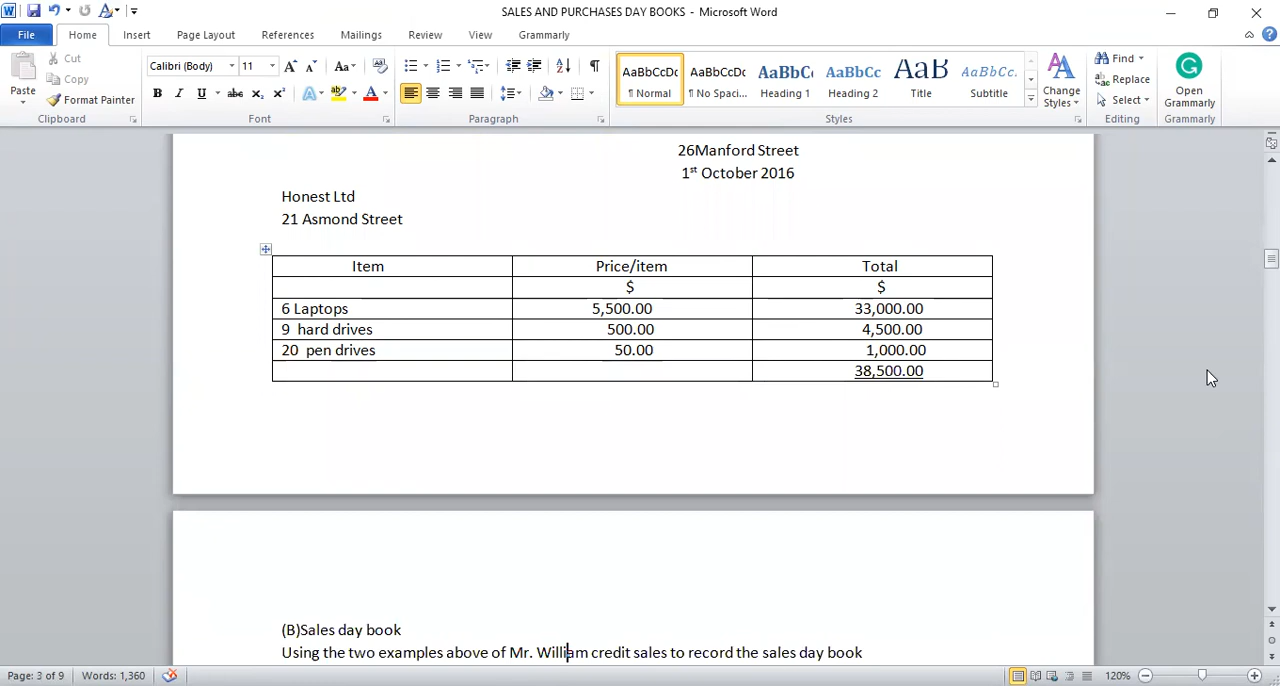 SALES AND PURCHASES DAY BOOKS - Microsoft Word
File Home Insert Page Layout References Mailings Review View Grammarly
Paste
Cut
Copy
Format Painter
Clipboard
Calibri (Body) 11
Font
Paragraph
AaBbCcDc AaBbCcDc AaBbC( AaBbCc AaB AaBbCc.
¶ Normal ¶ No Spaci... Heading 1 Heading 2 Title Subtitle
Change
Styles
Styles
Find
Replace
Select
Editing
Open
Grammarly
Grammarly
26Manford Street
1st October 2016
Honest Ltd
21 Asmond Street
Item Price/item Total
$ $
6 Laptops 5,500.00 33,000.00
9 hard drives 500.00 4,500.00
20 pen drives 50.00 1,000.00
38,500.00
(B)Sales day book
Using the two examples above of Mr. William credit sales to record the sales day book
Page: 3 of 9 Words: 1,360 120%